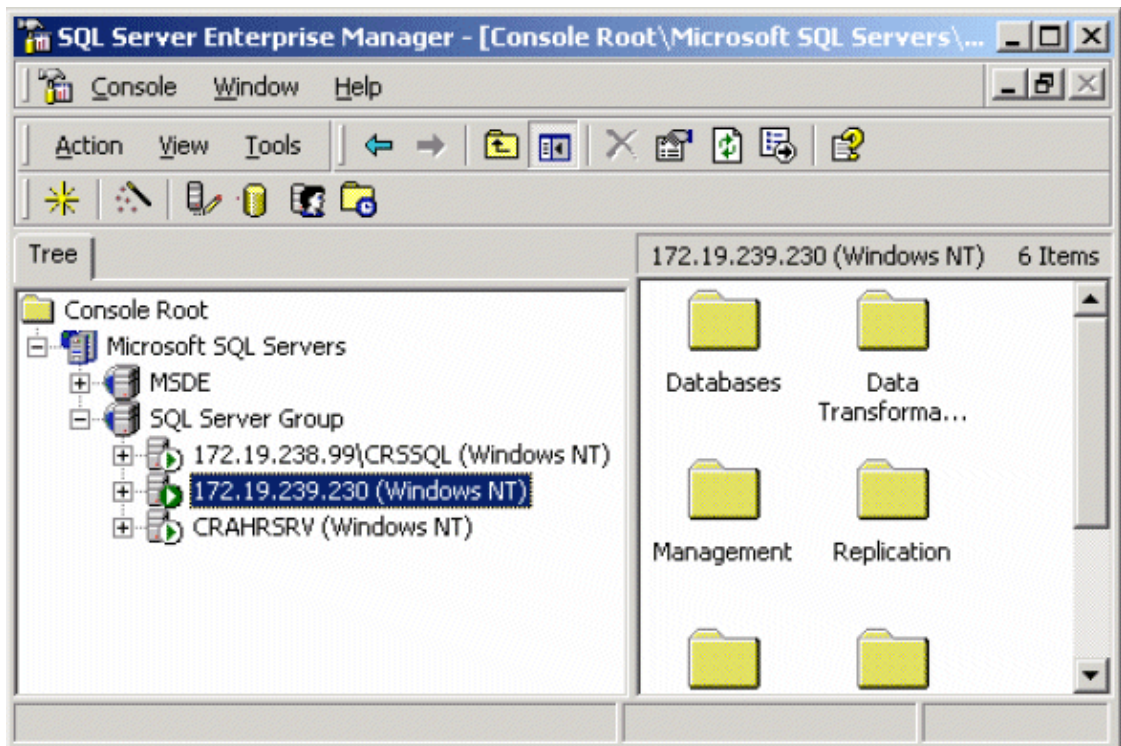 SQL Server Enterprise Manager - [Console Root\Microsoft SQL Servers\...
Console Window Help
Action View Tools
Tree
172.19.239.230 (Windows NT) 6 Items
Console Root
Microsoft SQL Servers
MSDE
SQL Server Group
172.19.238.99\CRSSQL (Windows NT)
172.19.239.230 (Windows NT)
CRAHRSRV (Windows NT)
Databases
Data
Transforma...
Management
Replication